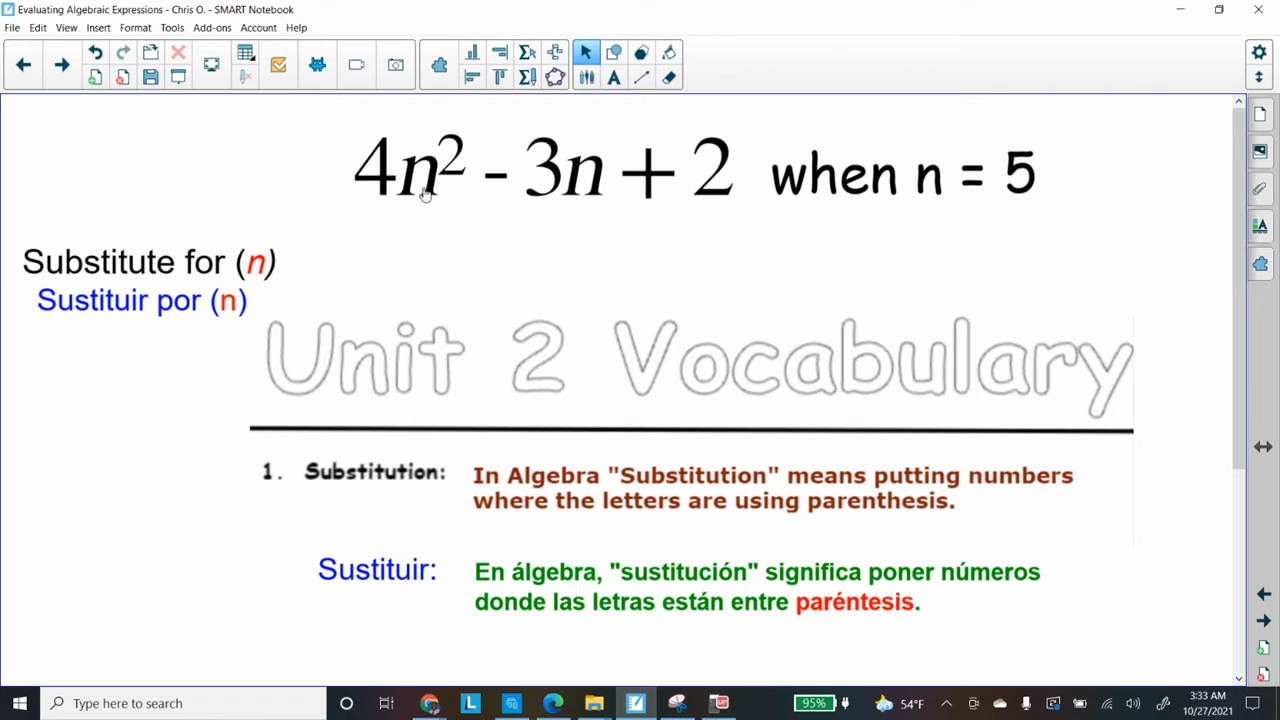 Evaluating Algebraic Expressions - Chris O. - SMART Notebook
File Edit View Insert Format Tools Add-ons Account Help
4n² - 3n + 2 when n = 5
Substitute for (n)
Sustituir por (n)
Unit 2 Vocabulary
1. Substitution: In Algebra "Substitution" means putting numbers
where the letters are using parenthesis.
Sustituir: En álgebra, "sustitución" significa poner números
donde las letras están entre paréntesis.
Type here to search
95%
54°F
3:33 AM
10/27/2021